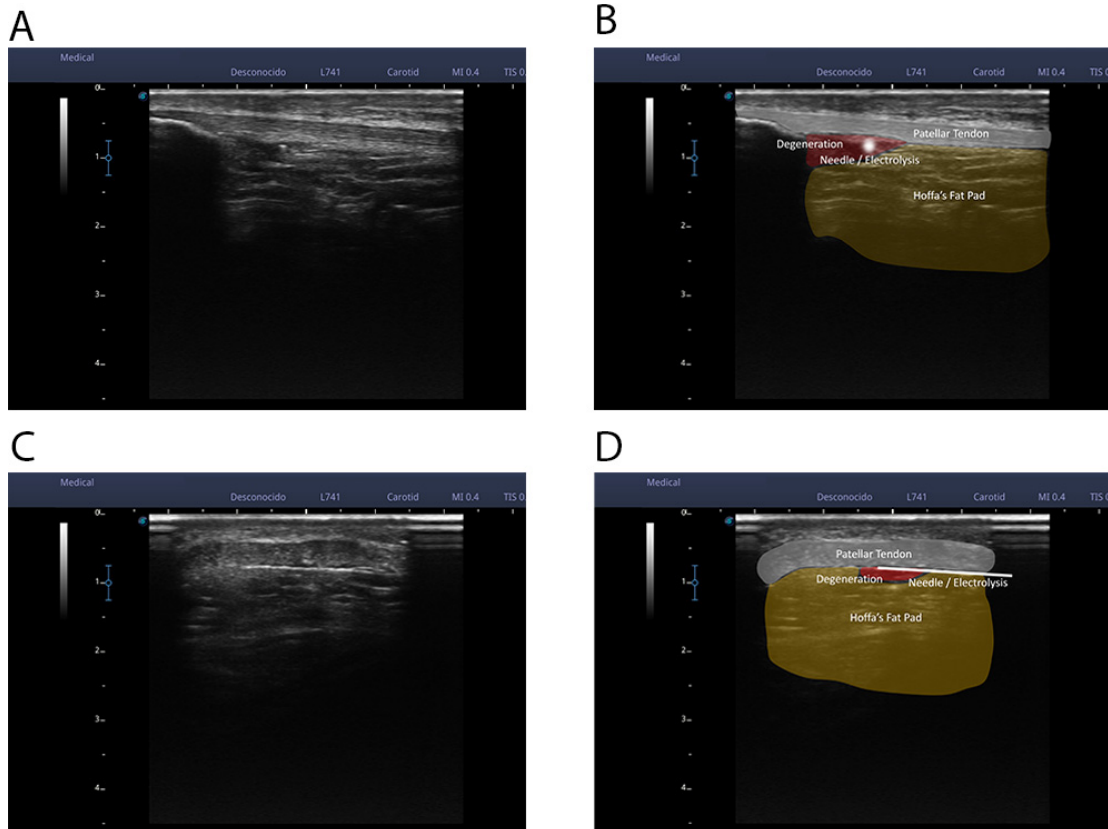 A
Medical
Desconocido L741 Carotid MI 0.4 TIS 0.
0
1
2
3
4
B
Medical
Desconocido L741 Carotid MI 0.4 TIS 0.
0
1
2
3
4
Patellar Tendon
Degeneration
Needle / Electrolysis
Hoffa's Fat Pad
C
Medical
Desconocido L741 Carotid MI 0.4 TIS 0.
0
1
2
3
4
D
Medical
Desconocido L741 Carotid MI 0.4 TIS 0.
0
1
2
3
4
Patellar Tendon
Degeneration
Needle / Electrolysis
Hoffa's Fat Pad